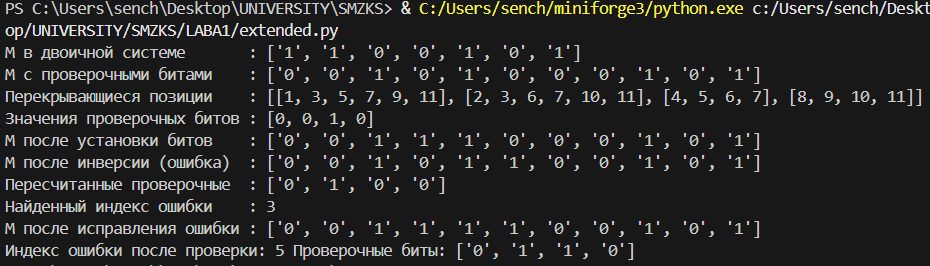 PS C:\Users\sench\Desktop\UNIVERSITY\SMZKS> & C:/Users/sench/miniforge3/python.exe c:/Users/sench/Deskt
op/UNIVERSITY/SMZKS/LABA1/extended.py
M в двоичной системе : ['1', '1', '0', '0', '1', '0', '1']
M с проверочными битами : ['0', '0', '1', '0', '1', '0', '0', '0', '1', '0', '1']
Перекрывающиеся позиции : [[1, 3, 5, 7, 9, 11], [2, 3, 6, 7, 10, 11], [4, 5, 6, 7], [8, 9, 10, 11]]
Значения проверочных битов : [0, 0, 1, 0]
M после установки битов : ['0', '0', '1', '1', '1', '0', '0', '0', '1', '0', '1']
M после инверсии (ошибка) : ['0', '0', '1', '0', '1', '1', '0', '0', '1', '0', '1']
Пересчитанные проверочные : ['0', '1', '0', '0']
Найденный индекс ошибки : 3
M после исправления ошибки : ['0', '0', '1', '1', '1', '1', '0', '0', '1', '0', '1']
Индекс ошибки после проверки: 5 Проверочные биты: ['0', '1', '1', '0']